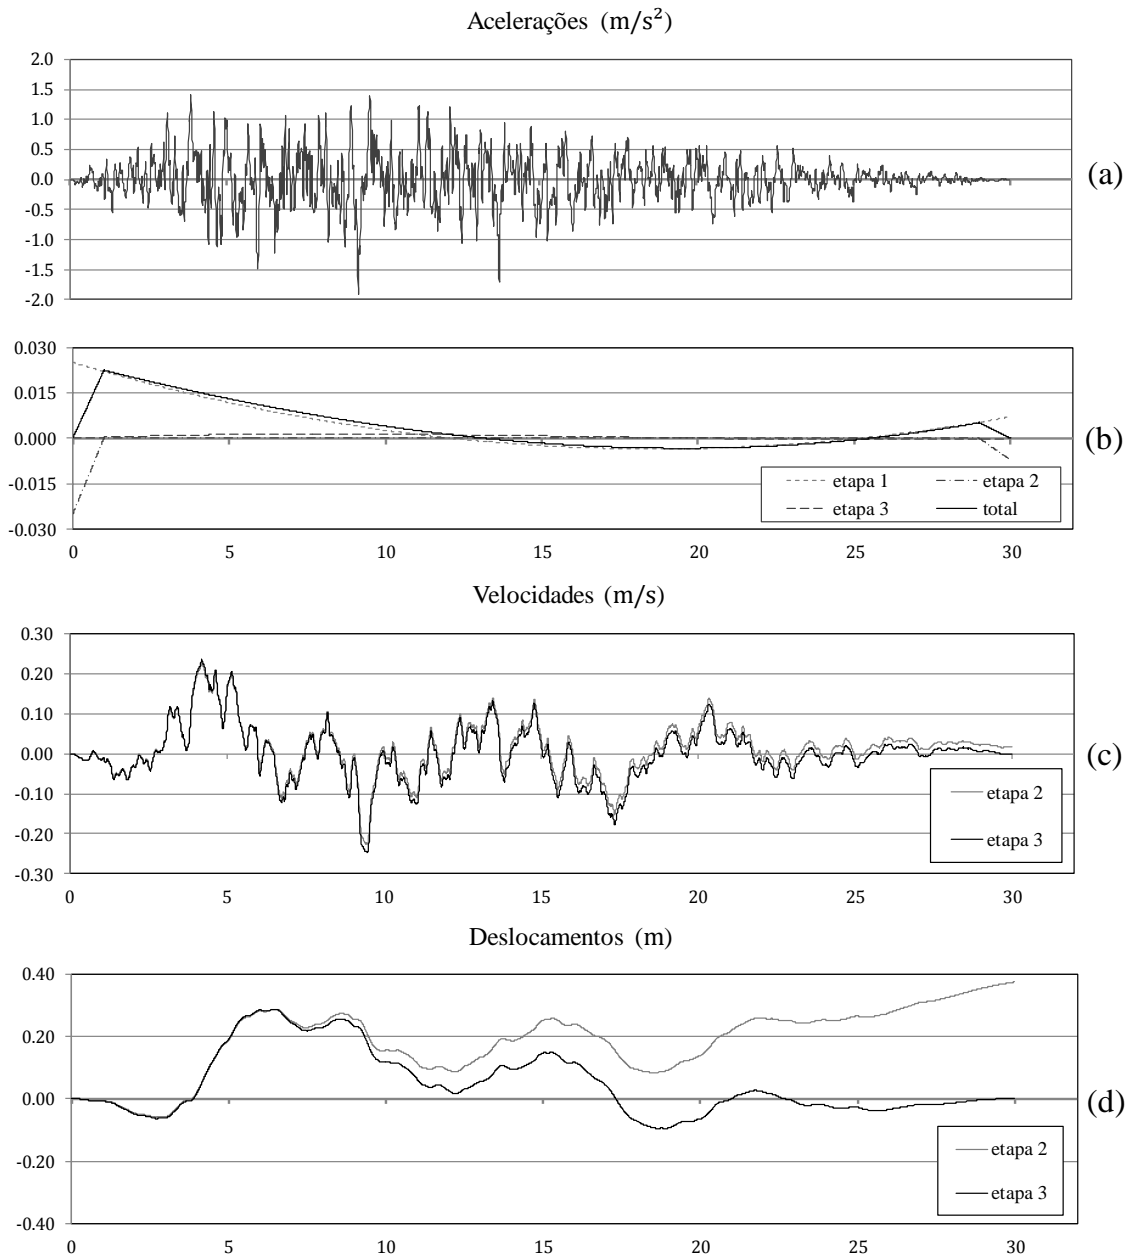 Acelerações (m/s²)
2.0
1.5
1.0
0.5
0.0
-0.5
-1.0
-1.5
-2.0
(a)
0.030
0.015
0.000
-0.015
-0.030
(b)
etapa 1 etapa 2
etapa 3 total
0 5 10 15 20 25 30
Velocidades (m/s)
0.30
0.20
0.10
0.00
-0.10
-0.20
-0.30
(c)
etapa 2
etapa 3
0 5 10 15 20 25 30
Deslocamentos (m)
0.40
0.20
0.00
-0.20
-0.40
(d)
etapa 2
etapa 3
0 5 10 15 20 25 30